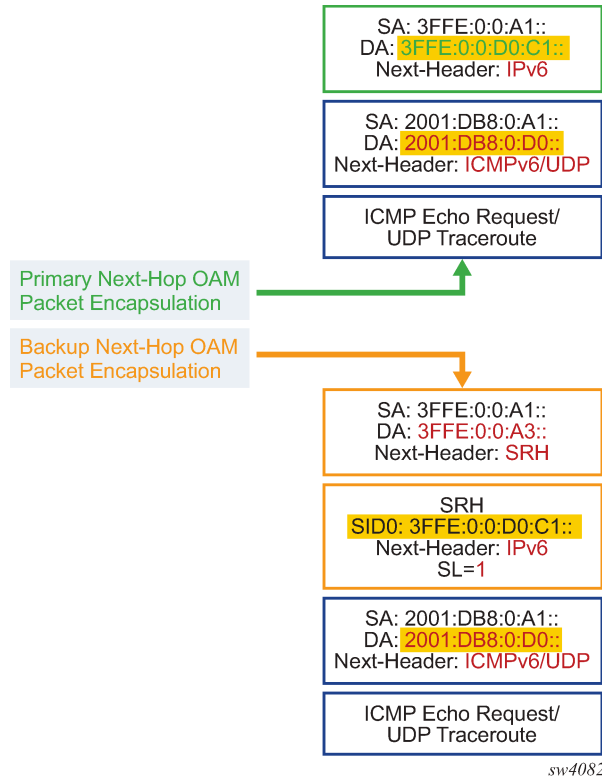 SA: 3FFE:0:0:A1::
DA: 3FFE:0:0:D0:C1::
Next-Header: IPv6
SA: 2001:DB8:0:A1::
DA: 2001:DB8:0:D0::
Next-Header: ICMPv6/UDP
ICMP Echo Request/
UDP Traceroute
Primary Next-Hop OAM
Packet Encapsulation
Backup Next-Hop OAM
Packet Encapsulation
SA: 3FFE:0:0:A1::
DA: 3FFE:0:0:A3::
Next-Header: SRH
SRH
SID0: 3FFE:0:0:D0:C1::
Next-Header: IPv6
SL=1
SA: 2001:DB8:0:A1::
DA: 2001:DB8:0:D0::
Next-Header: ICMPv6/UDP
ICMP Echo Request/
UDP Traceroute
sw4082